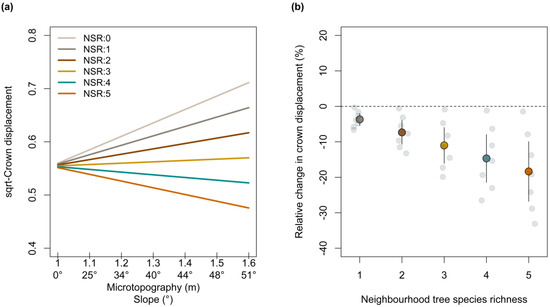 (a)
sqrt-Crown displacement
0.8
0.7
0.6
0.5
0.4
NSR:0
NSR:1
NSR:2
NSR:3
NSR:4
NSR:5
1 1.1 1.2 1.3 1.4 1.5 1.6
0° 25° 34° 40° 44° 48° 51°
Microtopography (m)
Slope (°)
(b)
Relative change in crown displacement (%)
20
10
0
-10
-20
-30
-40
1 2 3 4 5
Neighbourhood tree species richness